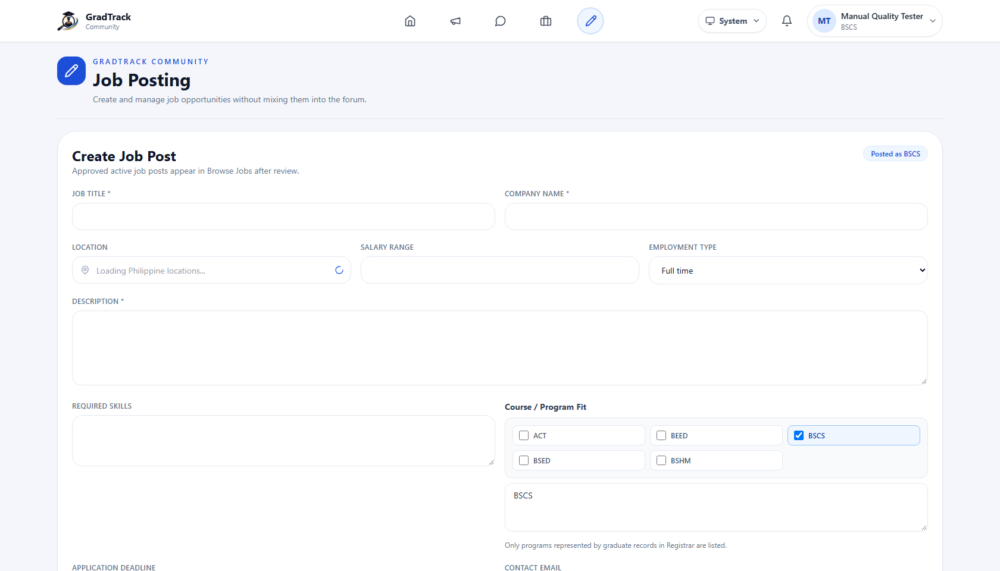 GradTrack
Community
System
MT
Manual Quality Tester
BSCS
GRADTRACK COMMUNITY
Job Posting
Create and manage job opportunities without mixing them into the forum.
Create Job Post
Posted as BSCS
Approved active job posts appear in Browse Jobs after review.
JOB TITLE *
COMPANY NAME *
LOCATION
SALARY RANGE
EMPLOYMENT TYPE
Loading Philippine locations...
Full time
DESCRIPTION *
REQUIRED SKILLS
Course / Program Fit
ACT
BEED
BSCS
BSED
BSHM
BSCS
Only programs represented by graduate records in Registrar are listed.
APPLICATION DEADLINE
CONTACT EMAIL